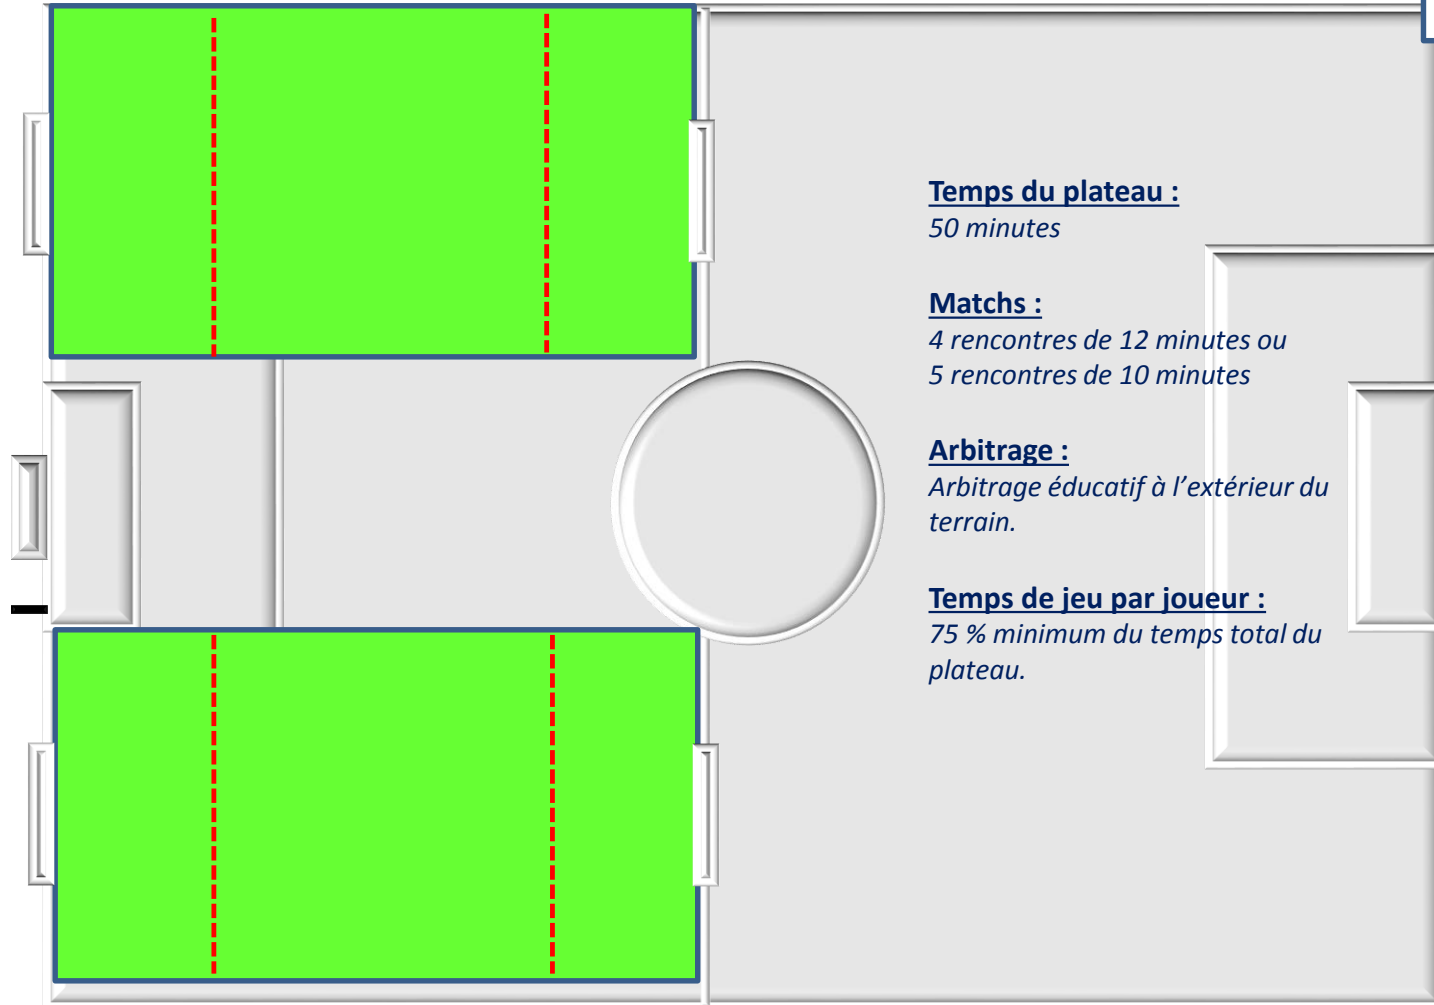 Temps du plateau :
50 minutes
Matchs :
4 rencontres de 12 minutes ou
5 rencontres de 10 minutes
Arbitrage :
Arbitrage éducatif à l’extérieur du
terrain.
Temps de jeu par joueur :
75 % minimum du temps total du
plateau.